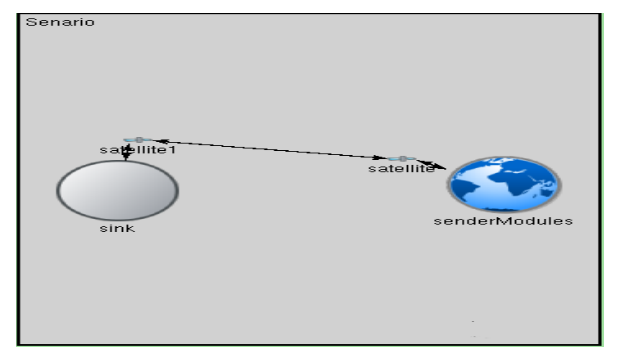 Senario
satellite1
satellite
senderModules
sink